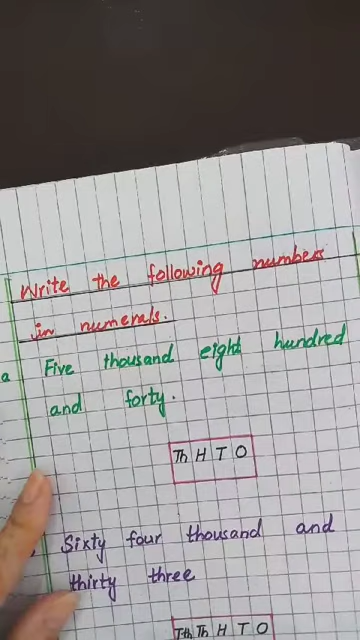 Write the following numbers
in numerals.
a Five thousand eight hundred
and forty.
Th H T O
Sixty four thousand and
thirty three
Tth Th H T O